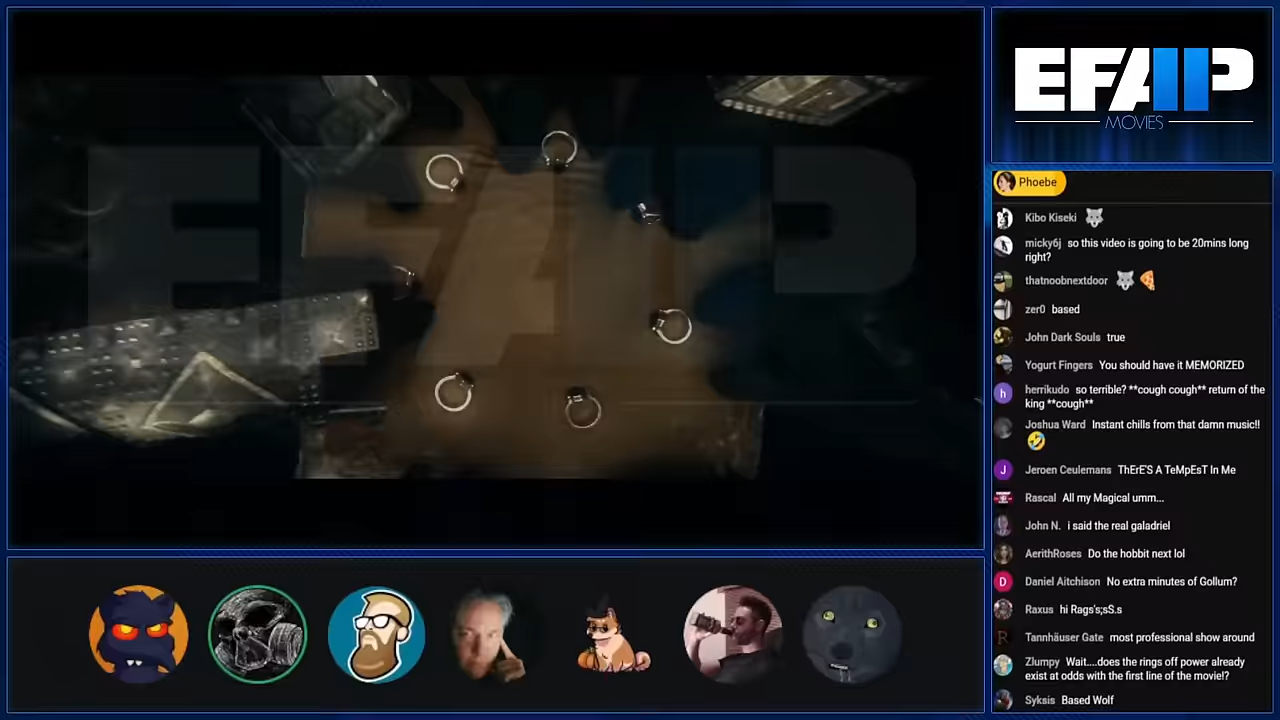 EFAP
EFAP
MOVIES
Phoebe
Kibo Kiseki
micky6j so this video is going to be 20mins long
right?
thatnoobnextdoor
zer0 based
John Dark Souls true
Yogurt Fingers You should have it MEMORIZED
herrikudo so terrible? **cough cough** return of the
king **cough**
Joshua Ward Instant chills from that damn music!!
🤣
Jeroen Ceulemans ThErE'S A TeMpEsT In Me
Rascal All my Magical umm...
John N. i said the real galadriel
AerithRoses Do the hobbit next lol
Daniel Aitchison No extra minutes of Gollum?
Raxus hi Rags's;sS.s
Tannhäuser Gate most professional show around
Zlumpy Wait....does the rings off power already
exist at odds with the first line of the movie!?
Syksis Based Wolf